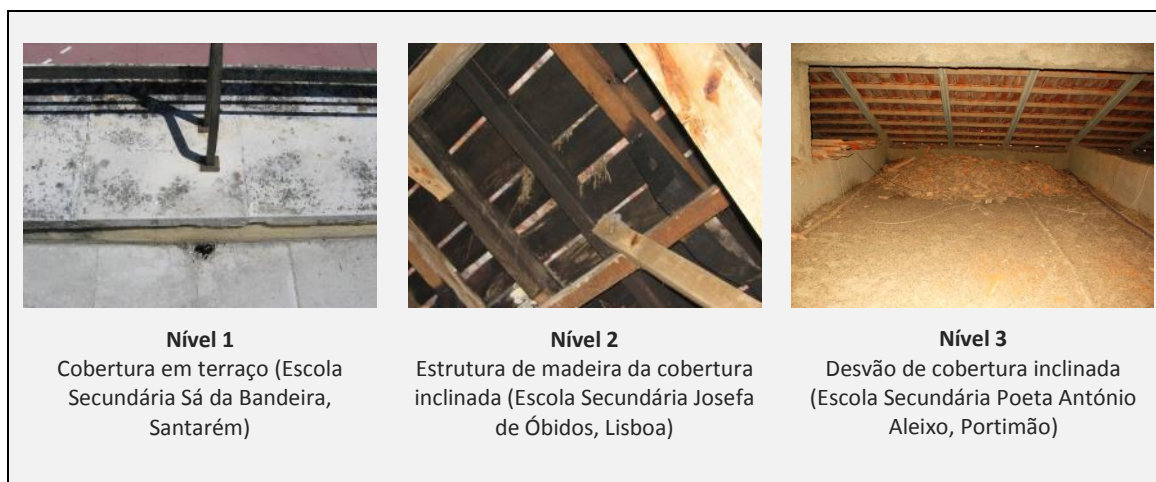 Nível 1
Cobertura em terraço (Escola
Secundária Sá da Bandeira,
Santarém)
Nível 2
Estrutura de madeira da cobertura
inclinada (Escola Secundária Josefa
de Óbidos, Lisboa)
Nível 3
Desvão de cobertura inclinada
(Escola Secundária Poeta António
Aleixo, Portimão)